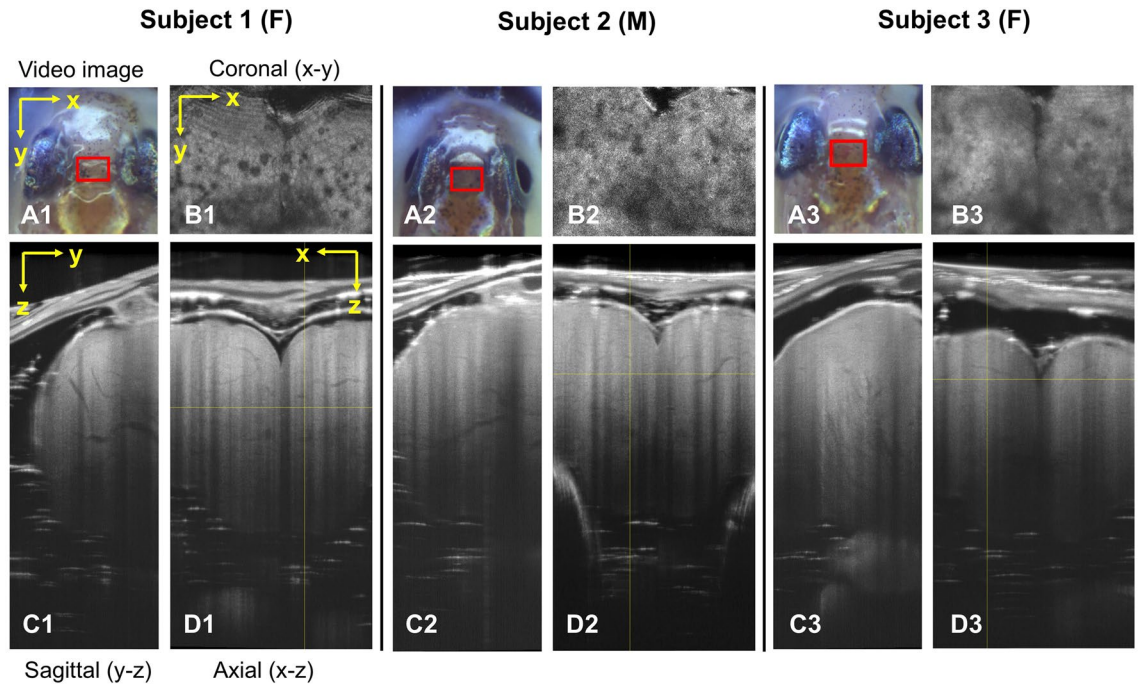 Subject 1 (F) Subject 2 (M) Subject 3 (F)
Video image Coronal (x-y)
x x
y y
A1 B1 A2 B2 A3 B3
y x
z z
C1 D1 C2 D2 C3 D3
Sagittal (y-z) Axial (x-z)